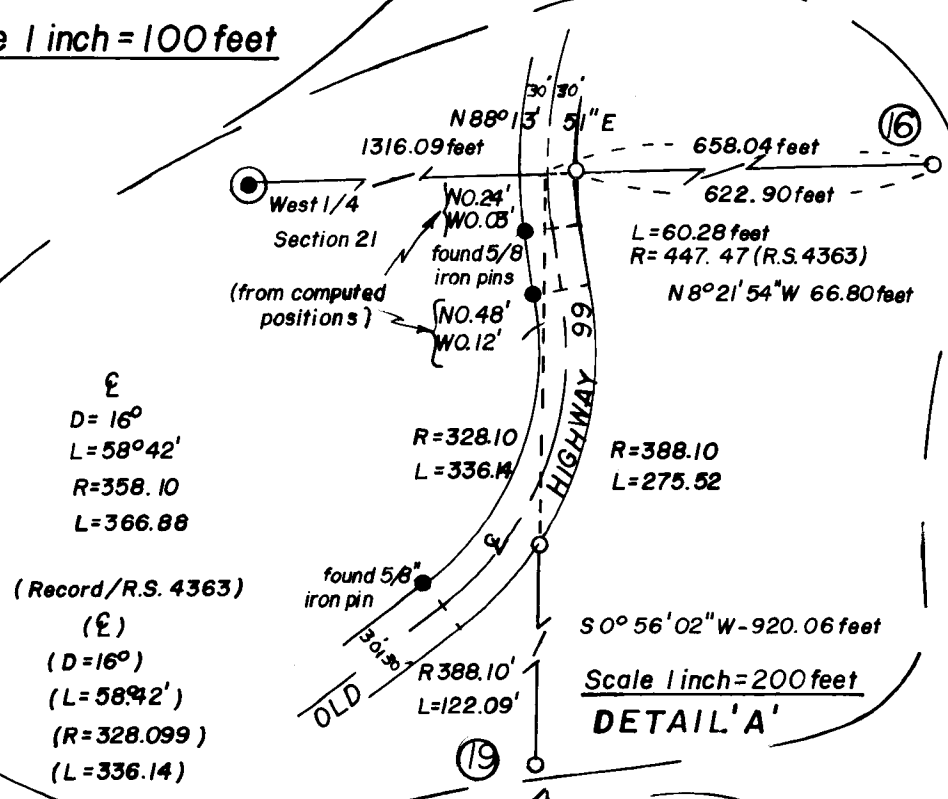 e 1 inch = 100 feet
30' 30'
N 88° 13' 51" E
16
1316.09 feet
658.04 feet
622.90 feet
West 1/4
Section 21
N0.24'
W0.03'
found 5/8
iron pins
(from computed
positions)
N0.48'
W0.12'
L=60.28 feet
R= 447.47 (R.S. 4363)
N 8° 21' 54" W 66.80 feet
99
HIGHWAY
OLD
℄
D= 16°
L=58°42'
R=358.10
L=366.88
R=328.10
L=336.14
R=388.10
L=275.52
℄
found 5/8"
iron pin
30' 30'
(Record/R.S. 4363)
(℄)
(D=16°)
(L=58°42')
(R=328.099)
(L=336.14)
R 388.10'
L=122.09'
S 0° 56' 02" W - 920.06 feet
Scale 1 inch = 200 feet
DETAIL 'A'
19